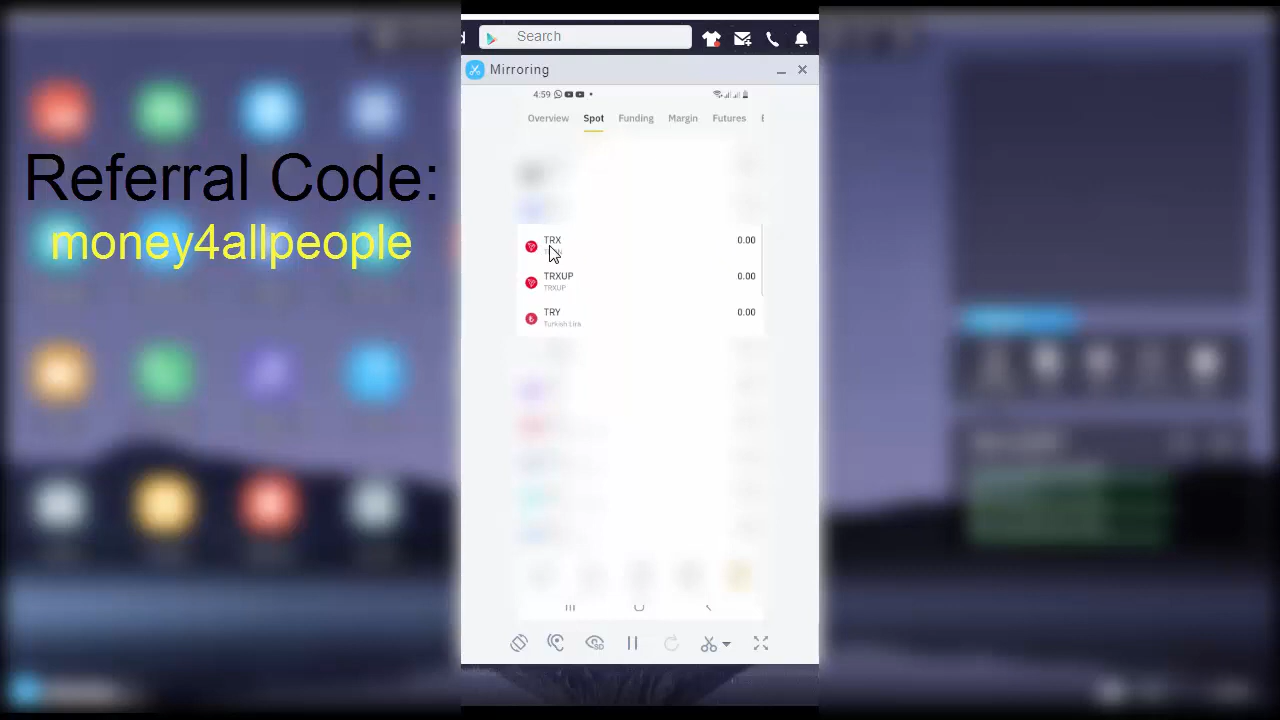 Referral Code:
money4allpeople
d
Search
Mirroring
4:59
Overview Spot Funding Margin Futures E
TRX 0.00
TRXUP 0.00
TRXUP
TRY 0.00
Turkish Lira
SD